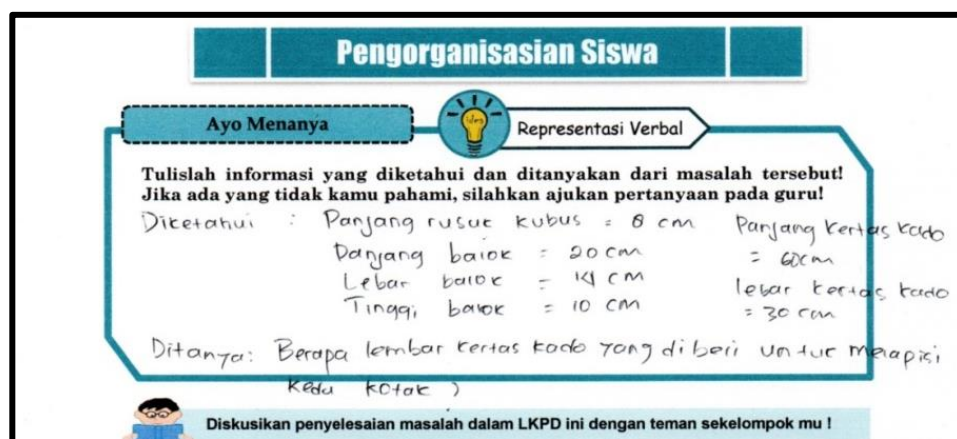 Pengorganisasian Siswa
Ayo Menanya
idea
Representasi Verbal
Tulislah informasi yang diketahui dan ditanyakan dari masalah tersebut!
Jika ada yang tidak kamu pahami, silahkan ajukan pertanyaan pada guru!
Diketahui : Panjang rusuk kubus = 8 cm
Panjang balok = 20 cm
Lebar balok = 14 cm
Tinggi balok = 10 cm
Panjang kertas kado
= 60 cm
lebar kertas kado
= 30 cm
Ditanya: Berapa lembar kertas kado yang dibeli untuk melapisi
kedu kotak )
Diskusikan penyelesaian masalah dalam LKPD ini dengan teman sekelompok mu !